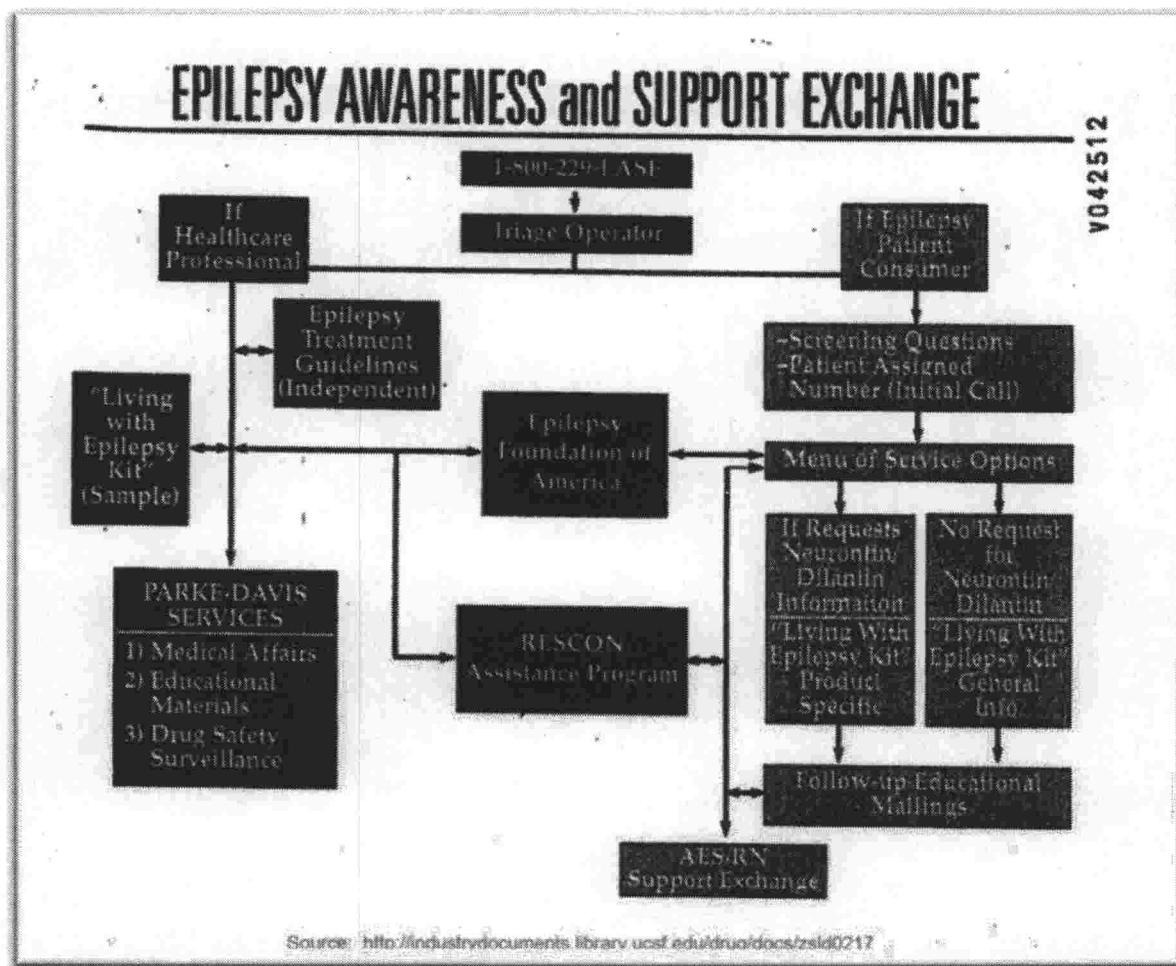 EPILEPSY AWARENESS and SUPPORT EXCHANGE
V042512
1-800-229-EASE
Triage Operator
If
Healthcare
Professional
If Epilepsy
Patient
Consumer
Epilepsy
Treatment
Guidelines
(Independent)
-Screening Questions
-Patient Assigned
Number (Initial Call)
"Living
with
Epilepsy
Kit"
(Sample)
Epilepsy
Foundation of
America
Menu of Service Options
If Requests
Neurontin/
Dilantin
Information
"Living With
Epilepsy Kit"
Product
Specific
No Request
for
Neurontin/
Dilantin
"Living With
Epilepsy Kit"
General
Info
PARKE-DAVIS
SERVICES
1) Medical Affairs
2) Educational
Materials
3) Drug Safety
Surveillance
RESCON
Assistance Program
Follow-up-Educational
Mailings
AES-RN
Support Exchange
Source: http://industrydocuments.library.ucsf.edu/drug/docs/zsld0217